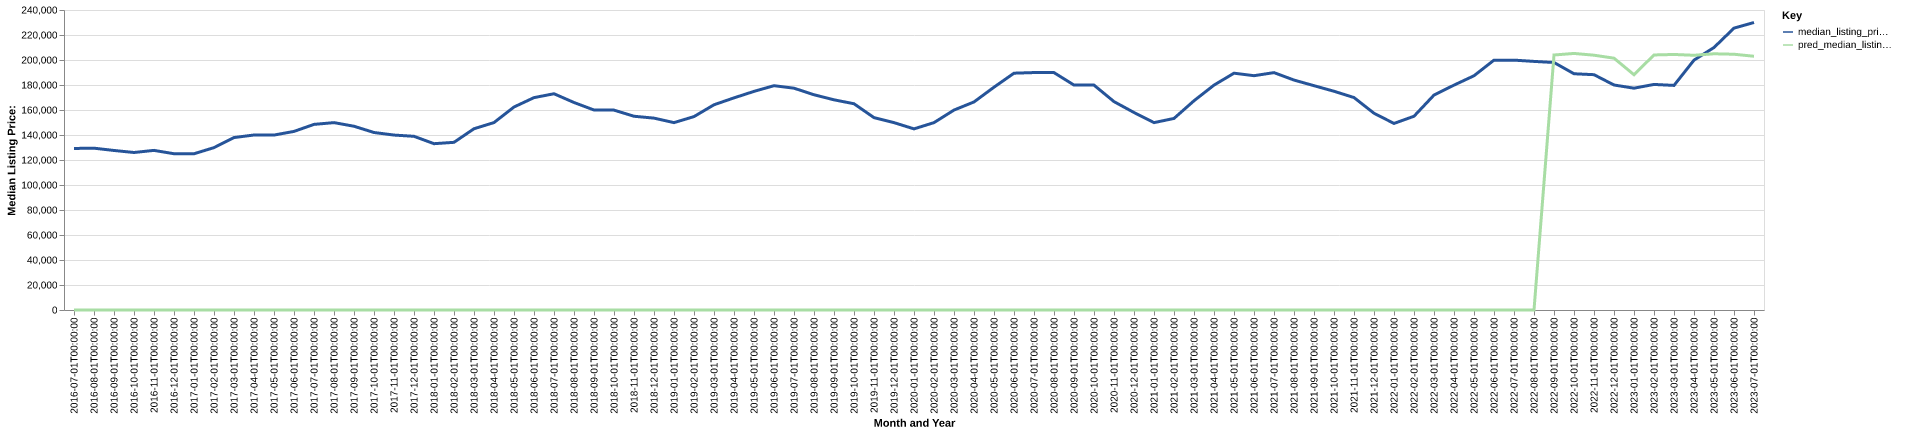 240,000
220,000
200,000
180,000
160,000
140,000
120,000
100,000
80,000
60,000
40,000
20,000
0
Median Listing Price:
2016-07-01T00:00:00
2016-08-01T00:00:00
2016-09-01T00:00:00
2016-10-01T00:00:00
2016-11-01T00:00:00
2016-12-01T00:00:00
2017-01-01T00:00:00
2017-02-01T00:00:00
2017-03-01T00:00:00
2017-04-01T00:00:00
2017-05-01T00:00:00
2017-06-01T00:00:00
2017-07-01T00:00:00
2017-08-01T00:00:00
2017-09-01T00:00:00
2017-10-01T00:00:00
2017-11-01T00:00:00
2017-12-01T00:00:00
2018-01-01T00:00:00
2018-02-01T00:00:00
2018-03-01T00:00:00
2018-04-01T00:00:00
2018-05-01T00:00:00
2018-06-01T00:00:00
2018-07-01T00:00:00
2018-08-01T00:00:00
2018-09-01T00:00:00
2018-10-01T00:00:00
2018-11-01T00:00:00
2018-12-01T00:00:00
2019-01-01T00:00:00
2019-02-01T00:00:00
2019-03-01T00:00:00
2019-04-01T00:00:00
2019-05-01T00:00:00
2019-06-01T00:00:00
2019-07-01T00:00:00
2019-08-01T00:00:00
2019-09-01T00:00:00
2019-10-01T00:00:00
2019-11-01T00:00:00
2019-12-01T00:00:00
2020-01-01T00:00:00
2020-02-01T00:00:00
2020-03-01T00:00:00
2020-04-01T00:00:00
2020-05-01T00:00:00
2020-06-01T00:00:00
2020-07-01T00:00:00
2020-08-01T00:00:00
2020-09-01T00:00:00
2020-10-01T00:00:00
2020-11-01T00:00:00
2020-12-01T00:00:00
2021-01-01T00:00:00
2021-02-01T00:00:00
2021-03-01T00:00:00
2021-04-01T00:00:00
2021-05-01T00:00:00
2021-06-01T00:00:00
2021-07-01T00:00:00
2021-08-01T00:00:00
2021-09-01T00:00:00
2021-10-01T00:00:00
2021-11-01T00:00:00
2021-12-01T00:00:00
2022-01-01T00:00:00
2022-02-01T00:00:00
2022-03-01T00:00:00
2022-04-01T00:00:00
2022-05-01T00:00:00
2022-06-01T00:00:00
2022-07-01T00:00:00
2022-08-01T00:00:00
2022-09-01T00:00:00
2022-10-01T00:00:00
2022-11-01T00:00:00
2022-12-01T00:00:00
2023-01-01T00:00:00
2023-02-01T00:00:00
2023-03-01T00:00:00
2023-04-01T00:00:00
2023-05-01T00:00:00
2023-06-01T00:00:00
2023-07-01T00:00:00
Month and Year
Key
median_listing_pri…
pred_median_listin…